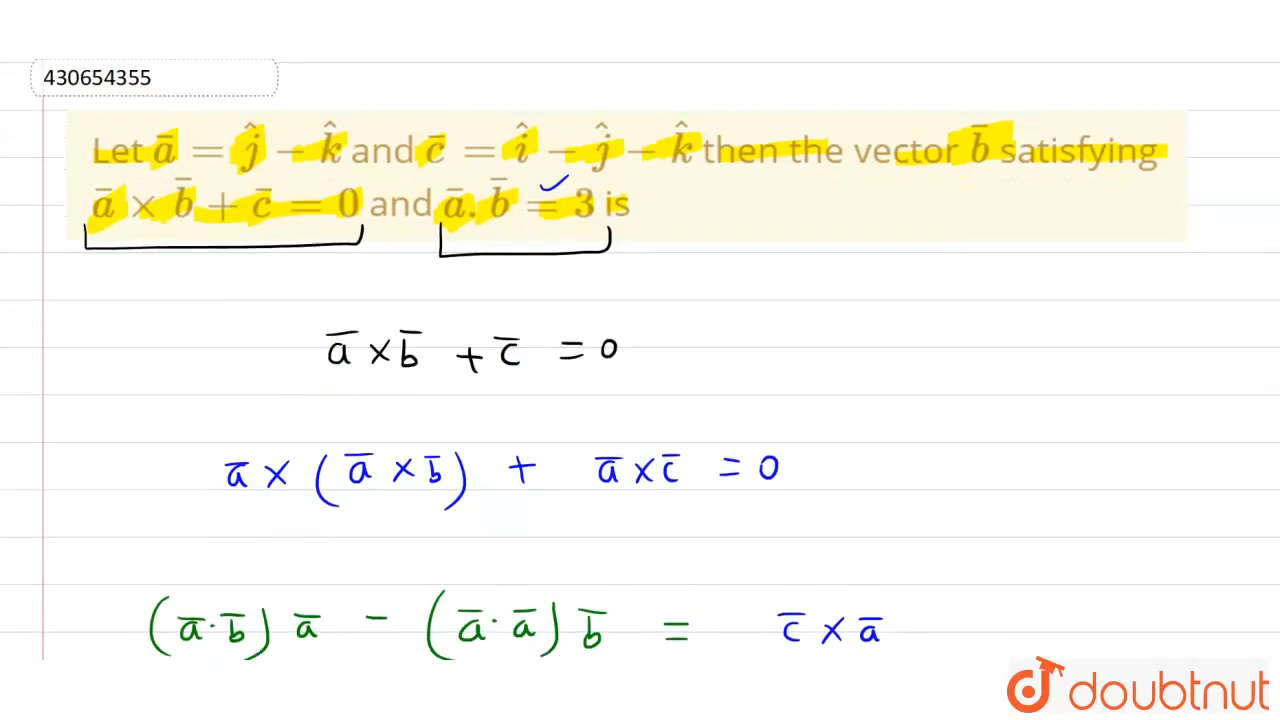 430654355
Let a̅ = ĵ − k̂ and c̅ = î − ĵ − k̂ then the vector b̅ satisfying
a̅ × b̅ + c̅ = 0 and a̅. b̅ = 3 is
a̅ × b̅ + c̅ = 0
a̅ × ( a̅ × b̅ ) + a̅ × c̅ = 0
( a̅ · b̅ ) a̅ − ( a̅ · a̅ ) b̅ = c̅ × a̅
doubtnut